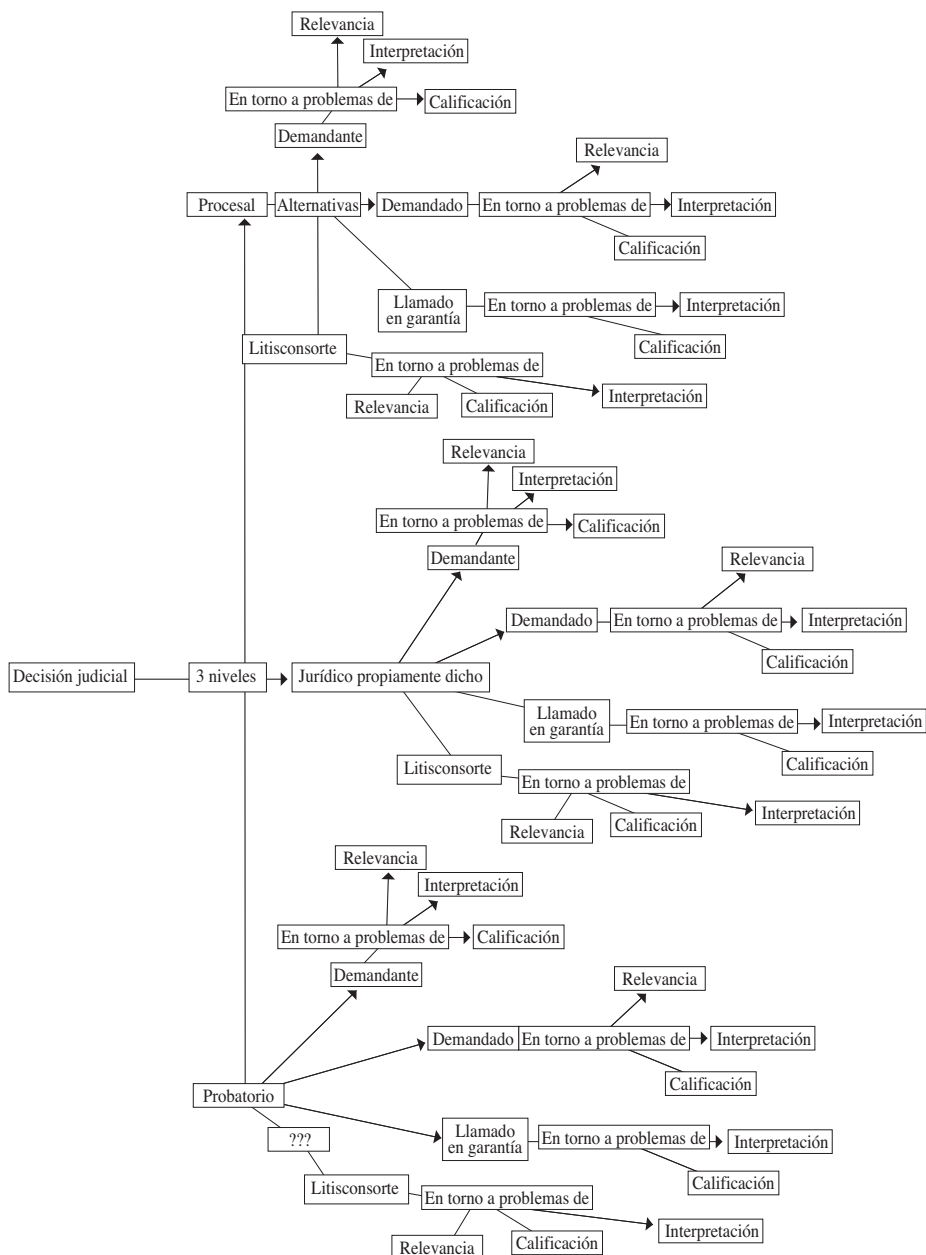 Relevancia
Interpretación
En torno a problemas de
Calificación
Demandante
Relevancia
Procesal
Alternativas
Demandado
En torno a problemas de
Interpretación
Calificación
Llamado
en garantía
En torno a problemas de
Interpretación
Calificación
Litisconsorte
En torno a problemas de
Relevancia
Calificación
Interpretación
Relevancia
Interpretación
En torno a problemas de
Calificación
Demandante
Relevancia
Demandado
En torno a problemas de
Interpretación
Calificación
Decisión judicial
3 niveles
Jurídico propiamente dicho
Llamado
en garantía
En torno a problemas de
Interpretación
Calificación
Litisconsorte
En torno a problemas de
Relevancia
Calificación
Interpretación
Relevancia
Interpretación
En torno a problemas de
Calificación
Demandante
Relevancia
Demandado
En torno a problemas de
Interpretación
Calificación
Probatorio
???
Llamado
en garantía
En torno a problemas de
Interpretación
Calificación
Litisconsorte
En torno a problemas de
Relevancia
Calificación
Interpretación